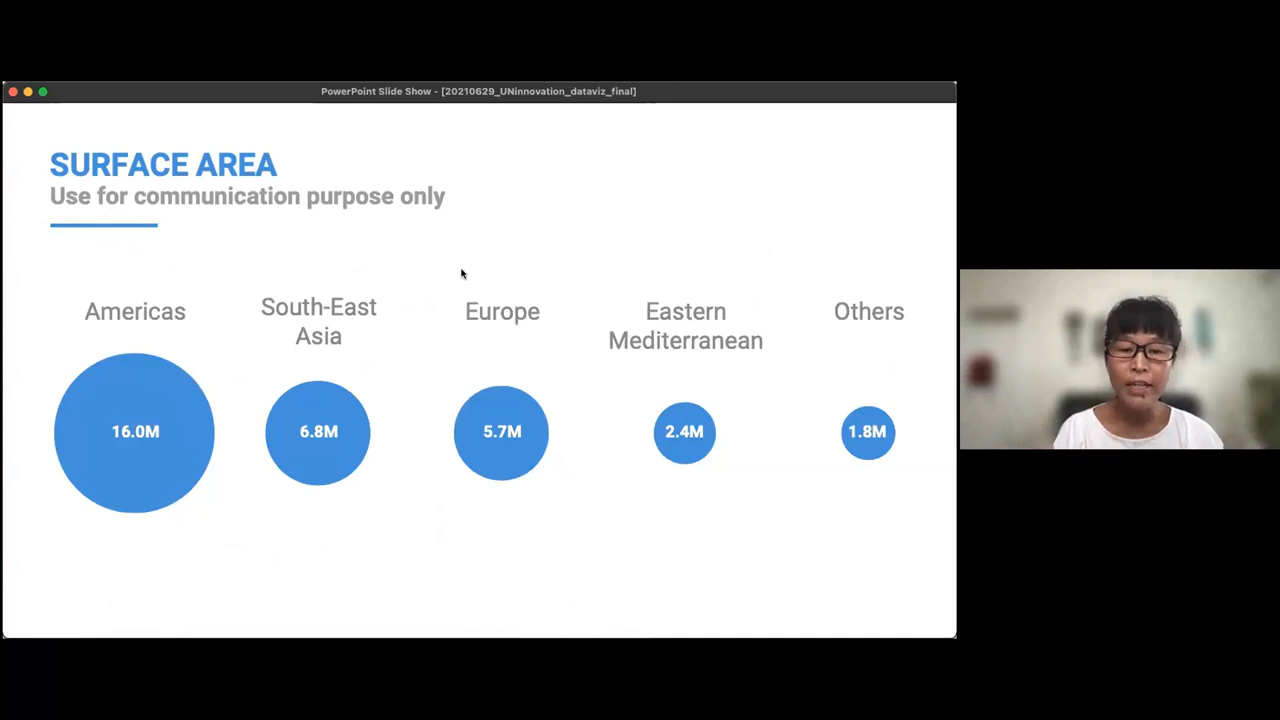 PowerPoint Slide Show - [20210629_UNinnovation_dataviz_final]
SURFACE AREA
Use for communication purpose only
Americas
South-East
Asia
Europe
Eastern
Mediterranean
Others
16.0M
6.8M
5.7M
2.4M
1.8M